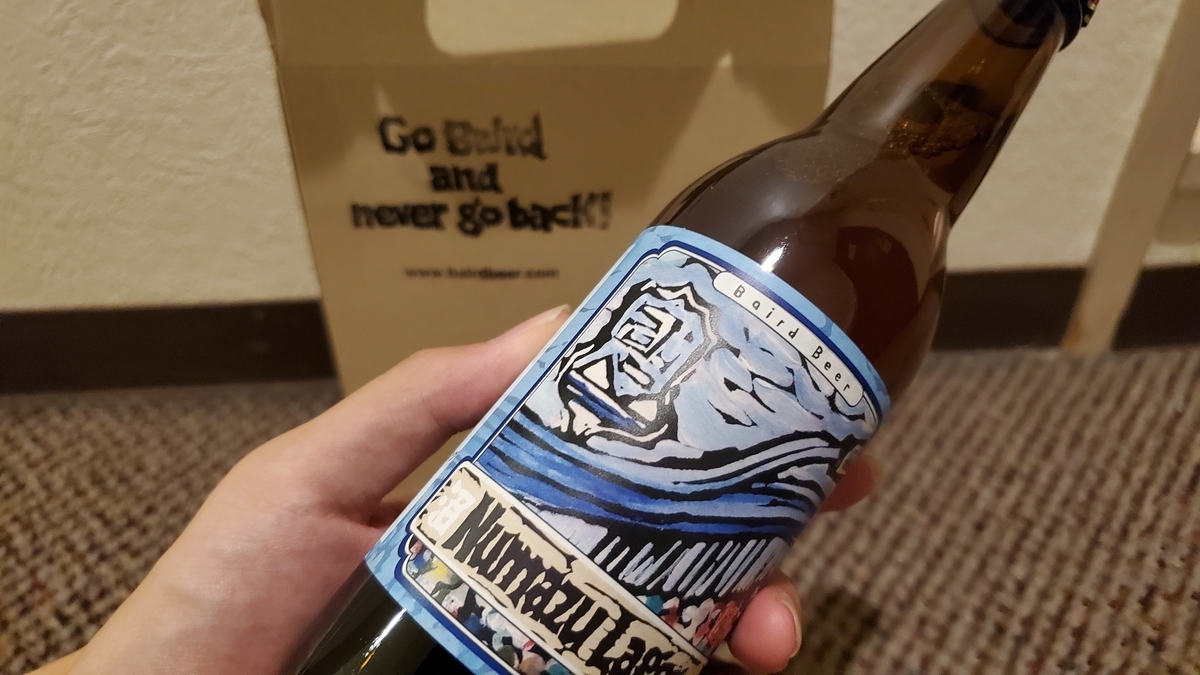 Go Baird
and
never go back!
www.bairdbeer.com
Baird Beer
Numazu Lager